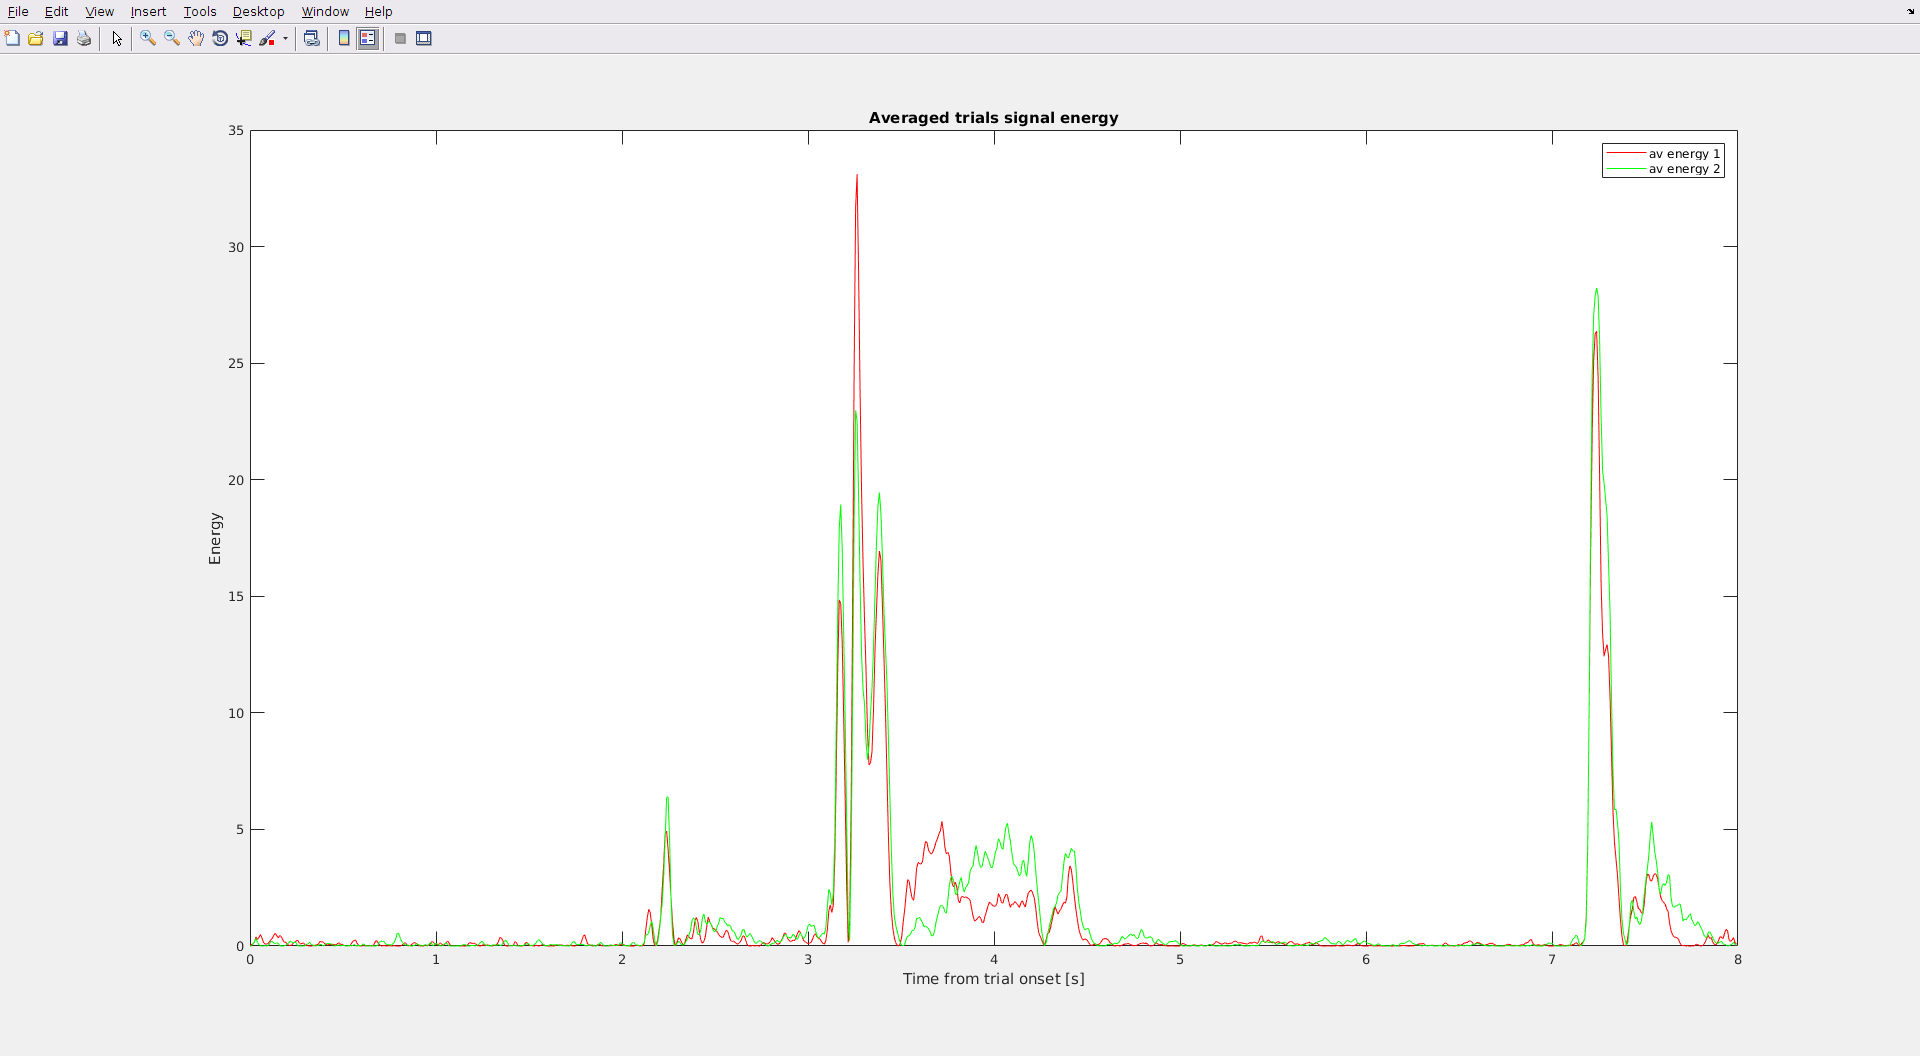 File Edit View Insert Tools Desktop Window Help
Averaged trials signal energy
av energy 1
av energy 2
35
30
25
20
15
10
5
0
Energy
0 1 2 3 4 5 6 7 8
Time from trial onset [s]